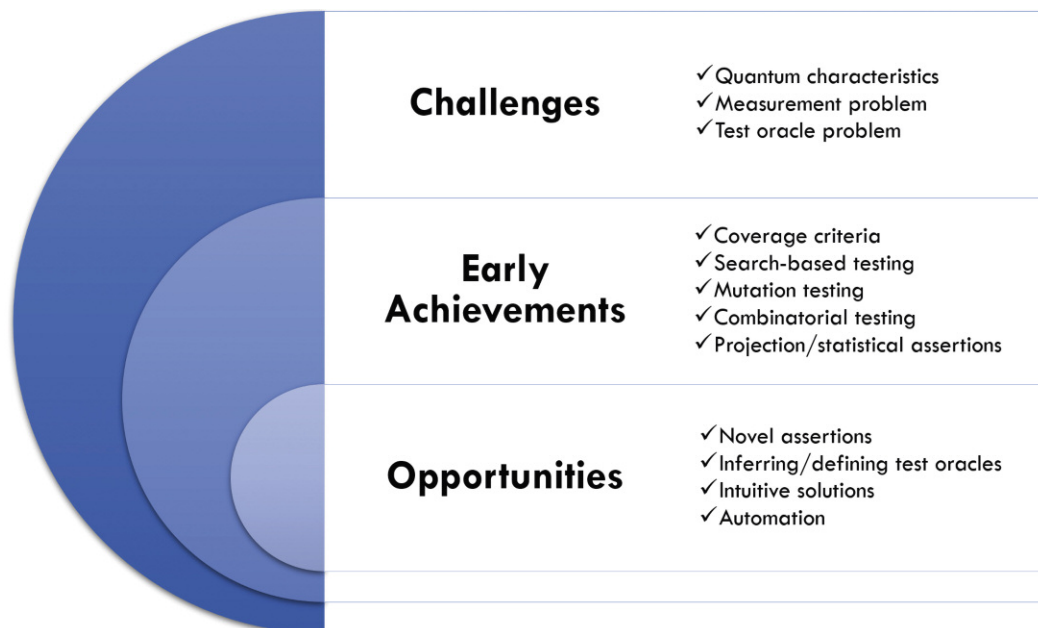 Challenges
✓Quantum characteristics
✓Measurement problem
✓Test oracle problem
Early
Achievements
✓Coverage criteria
✓Search-based testing
✓Mutation testing
✓Combinatorial testing
✓Projection/statistical assertions
Opportunities
✓Novel assertions
✓Inferring/defining test oracles
✓Intuitive solutions
✓Automation